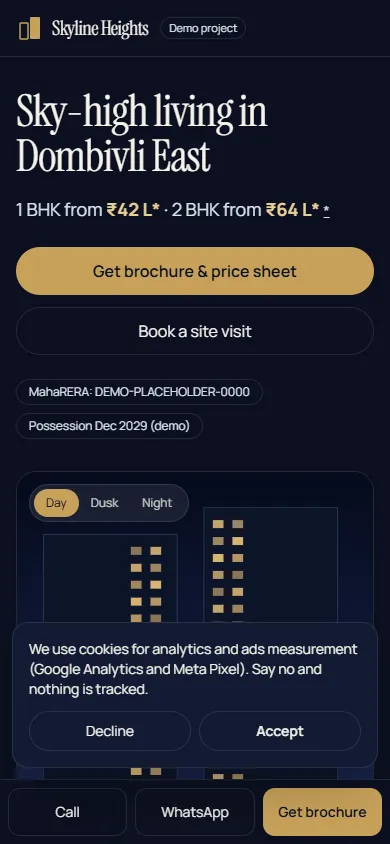 Skyline Heights
Demo project
Sky-high living in
Dombivli East
1 BHK from ₹42 L* · 2 BHK from ₹64 L* *
Get brochure & price sheet
Book a site visit
MahaRERA: DEMO-PLACEHOLDER-0000
Possession Dec 2029 (demo)
Day Dusk Night
We use cookies for analytics and ads measurement
(Google Analytics and Meta Pixel). Say no and
nothing is tracked.
Decline Accept
Call WhatsApp Get brochure